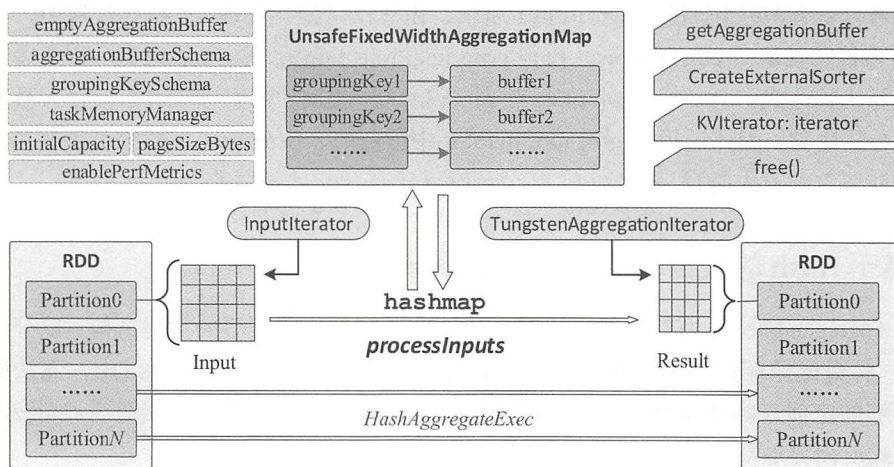 emptyAggregationBuffer
aggregationBufferSchema
groupingKeySchema
taskMemoryManager
initialCapacity pageSizeBytes
enablePerfMetrics
UnsafeFixedWidthAggregationMap
groupingKey1 buffer1
groupingKey2 buffer2
…… ……
getAggregationBuffer
CreateExternalSorter
KVIterator: iterator
free()
InputIterator
TungstenAggregationIterator
RDD
Partition0
Partition1
……
PartitionN
Input
hashmap
processInputs
Result
HashAggregateExec
RDD
Partition0
Partition1
……
PartitionN